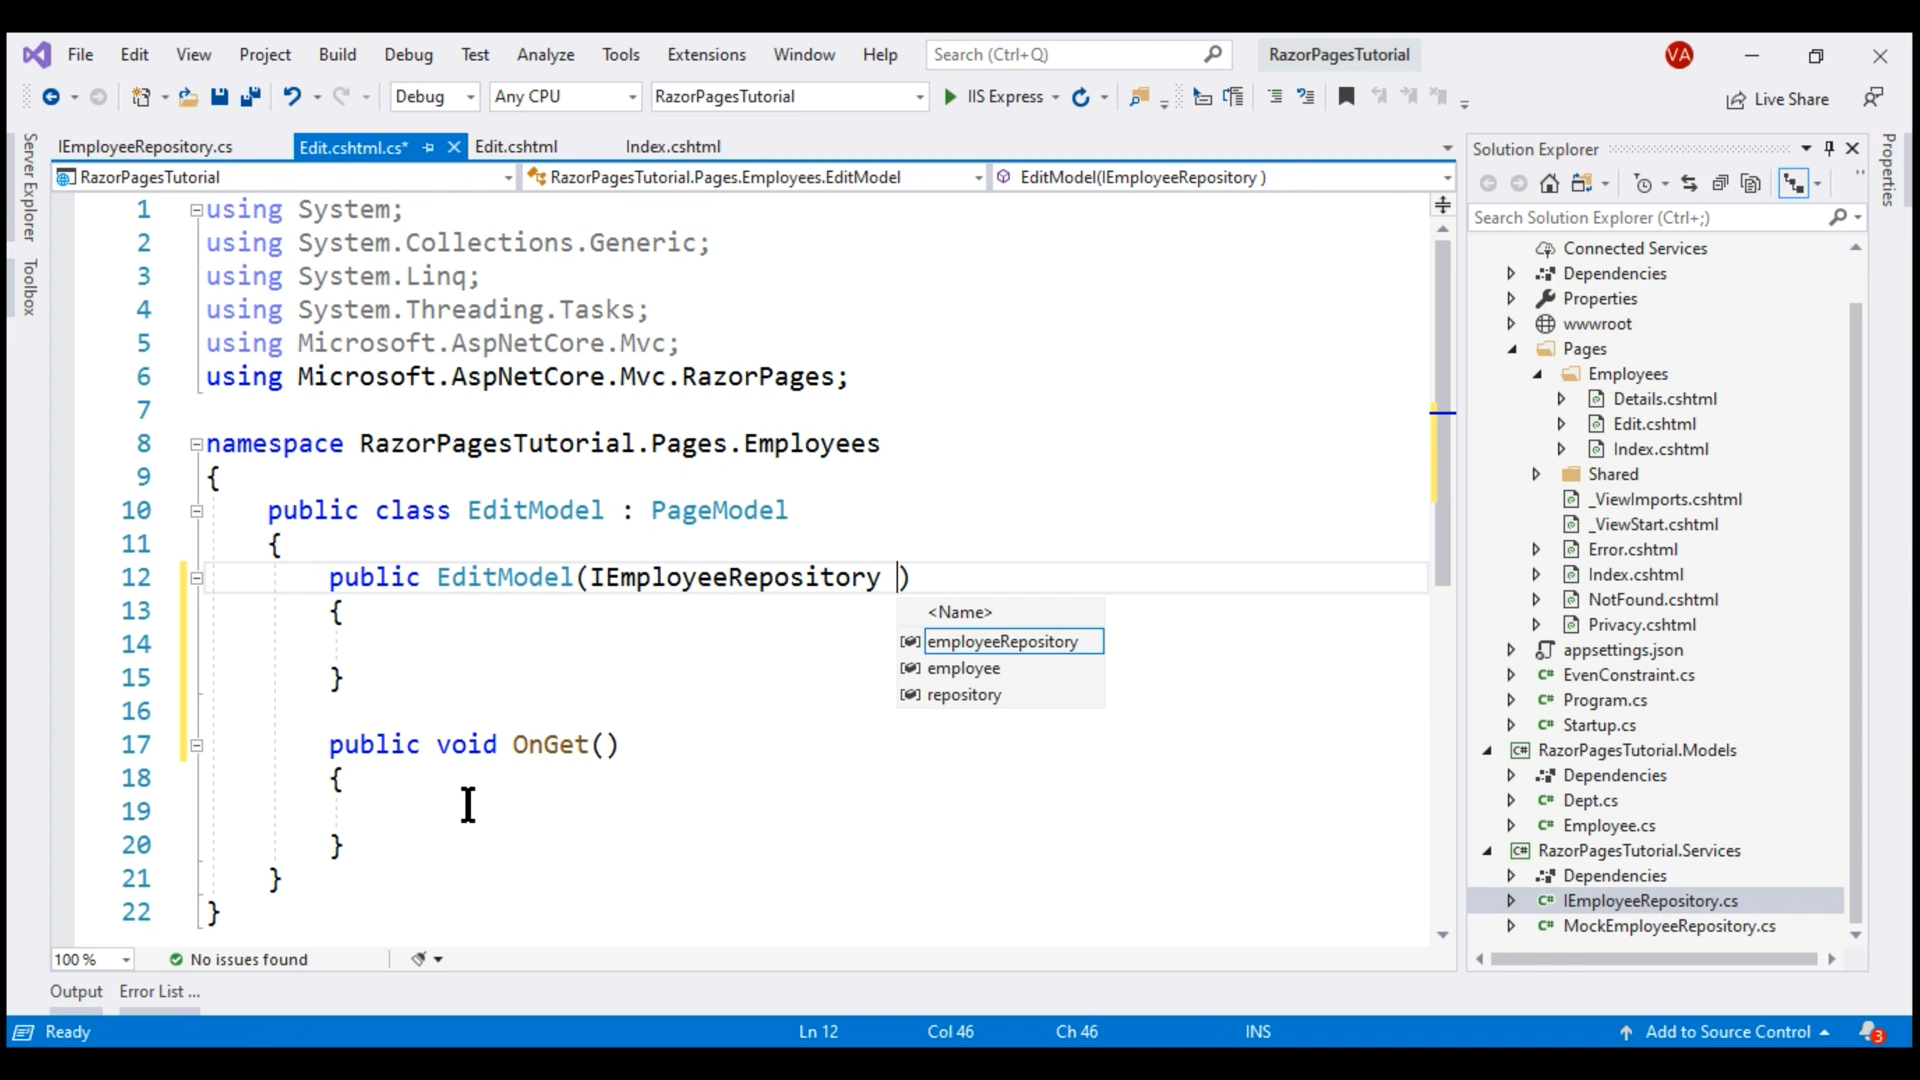 File Edit View Project Build Debug Test Analyze Tools Extensions Window Help Search (Ctrl+Q) RazorPagesTutorial VA
Debug Any CPU RazorPagesTutorial IIS Express Live Share
Server Explorer
Toolbox
IEmployeeRepository.cs Edit.cshtml.cs* Edit.cshtml Index.cshtml
RazorPagesTutorial RazorPagesTutorial.Pages.Employees.EditModel EditModel(IEmployeeRepository )
1 using System;
2 using System.Collections.Generic;
3 using System.Linq;
4 using System.Threading.Tasks;
5 using Microsoft.AspNetCore.Mvc;
6 using Microsoft.AspNetCore.Mvc.RazorPages;
7
8 namespace RazorPagesTutorial.Pages.Employees
9 {
10 public class EditModel : PageModel
11 {
12 public EditModel(IEmployeeRepository )
13 {
14
15 }
16
17 public void OnGet()
18 {
19
20 }
21 }
22 }
<Name>
employeeRepository
employee
repository
100 % No issues found
Output Error List ...
Solution Explorer
Search Solution Explorer (Ctrl+;)
Connected Services
Dependencies
Properties
wwwroot
Pages
Employees
Details.cshtml
Edit.cshtml
Index.cshtml
Shared
_ViewImports.cshtml
_ViewStart.cshtml
Error.cshtml
Index.cshtml
NotFound.cshtml
Privacy.cshtml
appsettings.json
C# EvenConstraint.cs
C# Program.cs
C# Startup.cs
C# RazorPagesTutorial.Models
Dependencies
C# Dept.cs
C# Employee.cs
C# RazorPagesTutorial.Services
Dependencies
C# IEmployeeRepository.cs
C# MockEmployeeRepository.cs
Properties
Ready Ln 12 Col 46 Ch 46 INS Add to Source Control 3